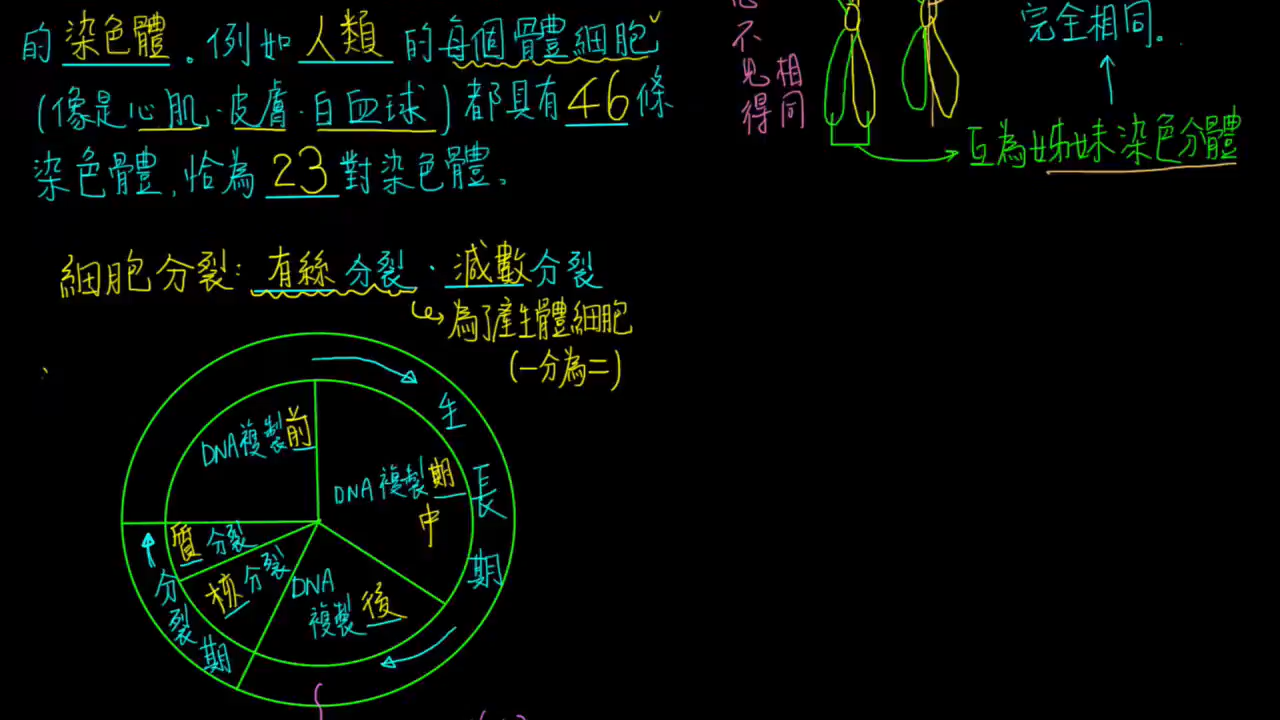 的染色體。例如人類的每個體細胞
(像是心肌、皮膚、白血球)都具有46條
染色體,恰為23對染色體。
細胞分裂:有絲分裂、減數分裂
為了產生體細胞
(一分為二)
DNA複製前
DNA複製期
中
DNA
複製後
核分裂
質分裂
生長期
分裂期
不見得
相同
完全相同。
互為姊妹染色分體